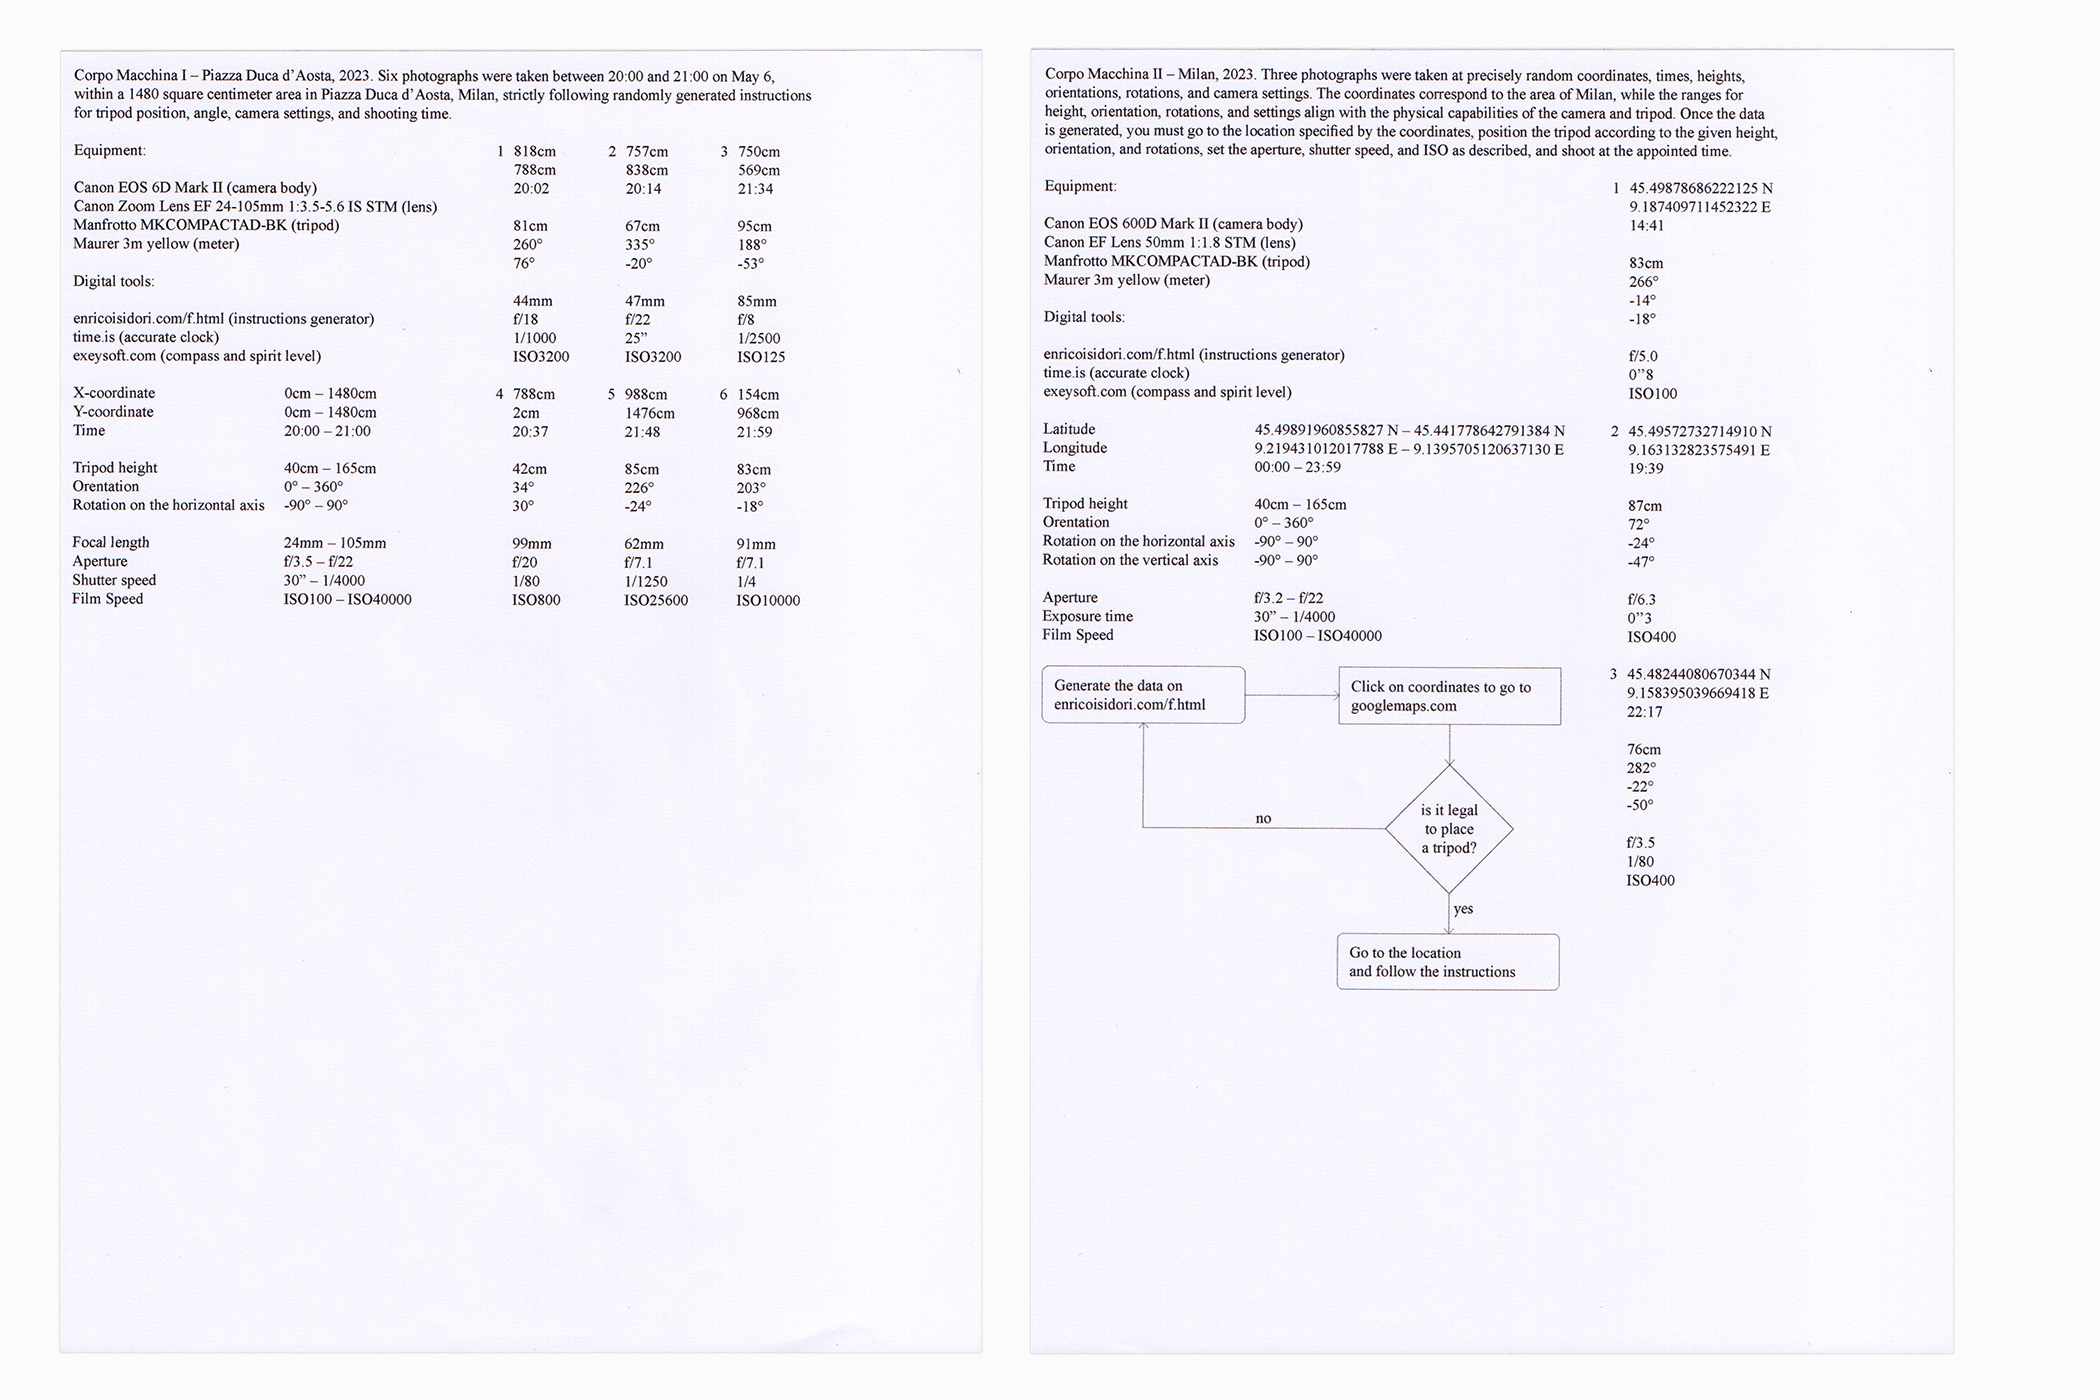 Corpo Macchina I – Piazza Duca d’Aosta, 2023. Six photographs were taken between 20:00 and 21:00 on May 6,
within a 1480 square centimeter area in Piazza Duca d’Aosta, Milan, strictly following randomly generated instructions
for tripod position, angle, camera settings, and shooting time.
Equipment:
Canon EOS 6D Mark II (camera body)
Canon Zoom Lens EF 24-105mm 1:3.5-5.6 IS STM (lens)
Manfrotto MKCOMPACTAD-BK (tripod)
Maurer 3m yellow (meter)
Digital tools:
enricoisidori.com/f.html (instructions generator)
time.is (accurate clock)
exeysoft.com (compass and spirit level)
1 818cm 2 757cm 3 750cm
788cm 838cm 569cm
20:02 20:14 21:34
81cm 67cm 95cm
260° 335° 188°
76° -20° -53°
44mm 47mm 85mm
f/18 f/22 f/8
1/1000 25” 1/2500
ISO3200 ISO3200 ISO125
X-coordinate 0cm – 1480cm 4 788cm 5 988cm 6 154cm
Y-coordinate 0cm – 1480cm 2cm 1476cm 968cm
Time 20:00 – 21:00 20:37 21:48 21:59
Tripod height 40cm – 165cm 42cm 85cm 83cm
Orentation 0° – 360° 34° 226° 203°
Rotation on the horizontal axis -90° – 90° 30° -24° -18°
Focal length 24mm – 105mm 99mm 62mm 91mm
Aperture f/3.5 – f/22 f/20 f/7.1 f/7.1
Shutter speed 30” – 1/4000 1/80 1/1250 1/4
Film Speed ISO100 – ISO40000 ISO800 ISO25600 ISO10000
Corpo Macchina II – Milan, 2023. Three photographs were taken at precisely random coordinates, times, heights,
orientations, rotations, and camera settings. The coordinates correspond to the area of Milan, while the ranges for
height, orientation, rotations, and settings align with the physical capabilities of the camera and tripod. Once the data
is generated, you must go to the location specified by the coordinates, position the tripod according to the given height,
orientation, and rotations, set the aperture, shutter speed, and ISO as described, and shoot at the appointed time.
Equipment:
Canon EOS 600D Mark II (camera body)
Canon EF Lens 50mm 1:1.8 STM (lens)
Manfrotto MKCOMPACTAD-BK (tripod)
Maurer 3m yellow (meter)
Digital tools:
enricoisidori.com/f.html (instructions generator)
time.is (accurate clock)
exeysoft.com (compass and spirit level)
1 45.49878686222125 N
9.187409711452322 E
14:41
83cm
266°
-14°
-18°
f/5.0
0”8
ISO100
Latitude 45.49891960855827 N – 45.441778642791384 N 2 45.49572732714910 N
Longitude 9.219431012017788 E – 9.1395705120637130 E 9.163132823575491 E
Time 00:00 – 23:59 19:39
Tripod height 40cm – 165cm 87cm
Orentation 0° – 360° 72°
Rotation on the horizontal axis -90° – 90° -24°
Rotation on the vertical axis -90° – 90° -47°
Aperture f/3.2 – f/22 f/6.3
Exposure time 30” – 1/4000 0”3
Film Speed ISO100 – ISO40000 ISO400
3 45.48244080670344 N
9.158395039669418 E
22:17
76cm
282°
-22°
-50°
f/3.5
1/80
ISO400
Generate the data on
enricoisidori.com/f.html
Click on coordinates to go to
googlemaps.com
is it legal
to place
a tripod?
no
yes
Go to the location
and follow the instructions